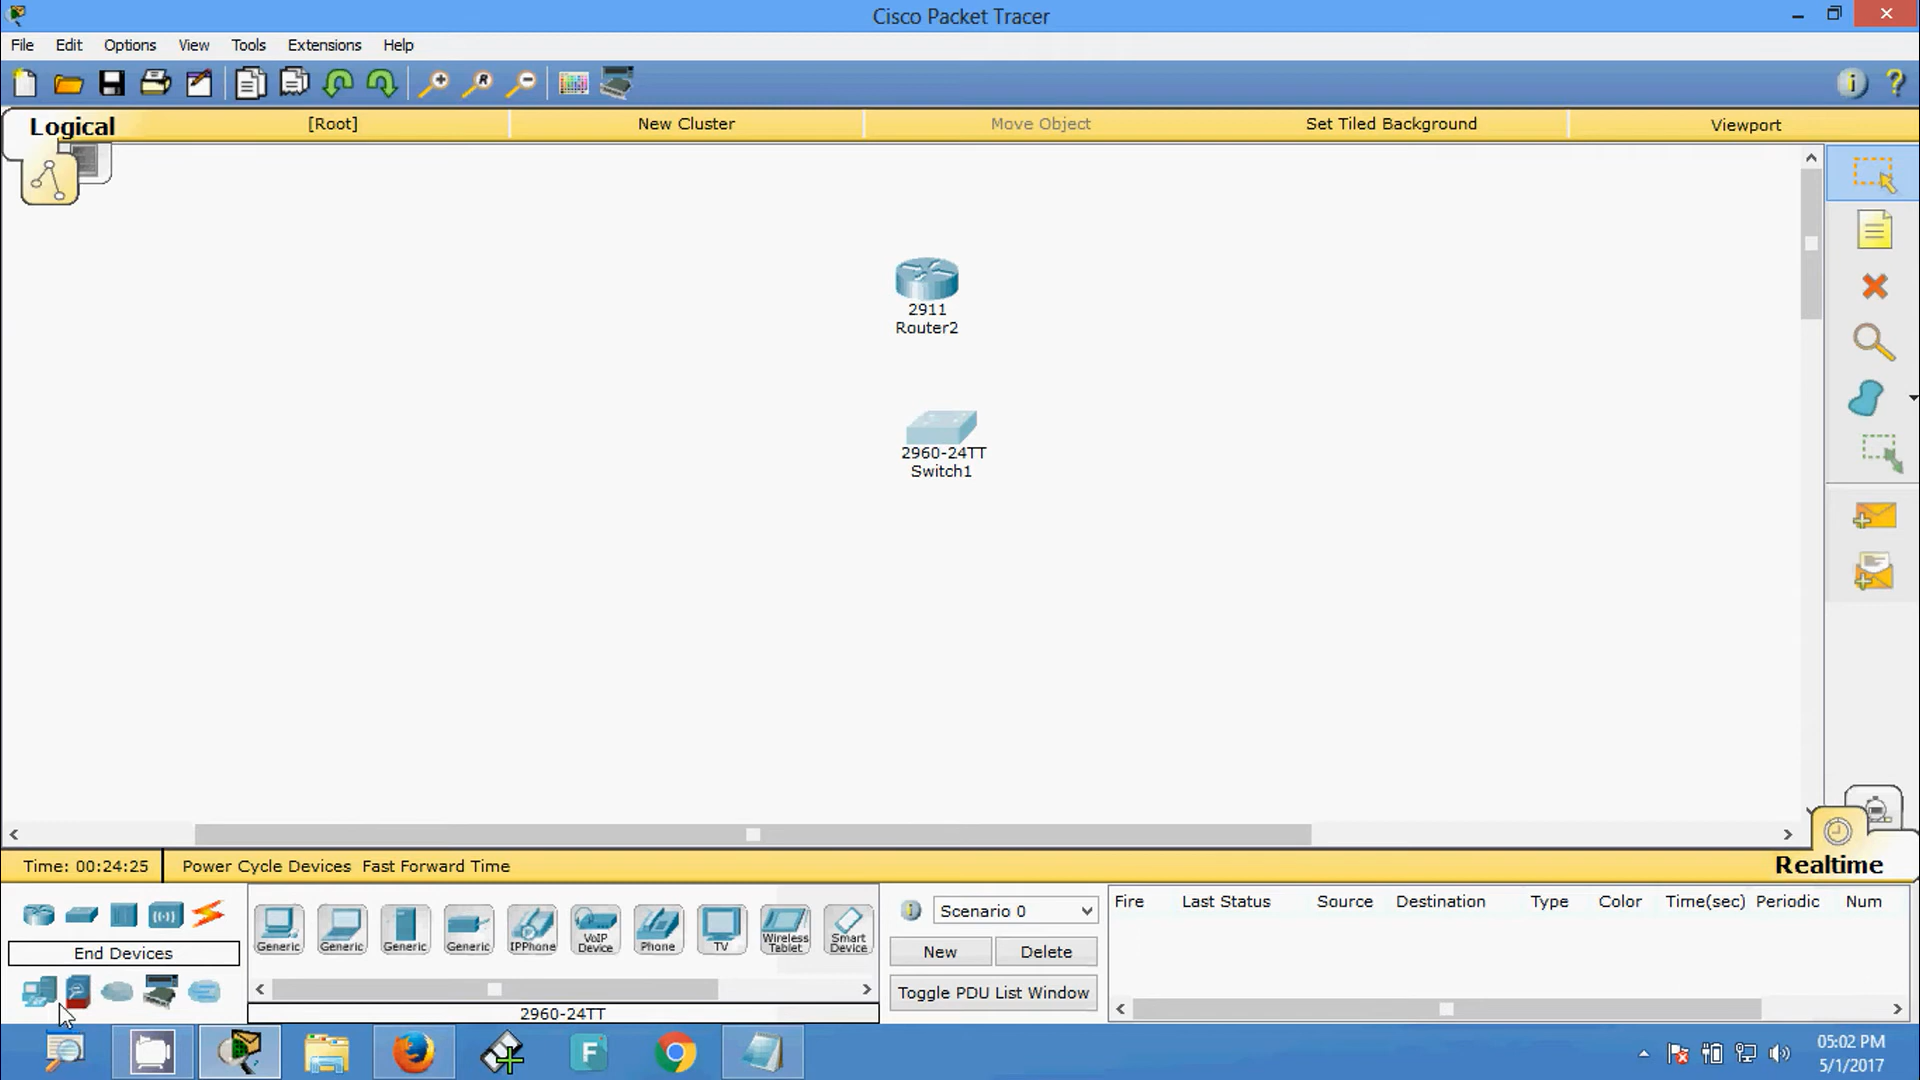 Cisco Packet Tracer
File Edit Options View Tools Extensions Help
Logical [Root] New Cluster Move Object Set Tiled Background Viewport
2911
Router2
2960-24TT
Switch1
Time: 00:24:25 Power Cycle Devices Fast Forward Time Realtime
End Devices
Generic Generic Generic Generic IPPhone VoIP Device Phone TV Wireless Tablet Smart Device
2960-24TT
Scenario 0
New Delete
Toggle PDU List Window
Fire Last Status Source Destination Type Color Time(sec) Periodic Num
05:02 PM
5/1/2017